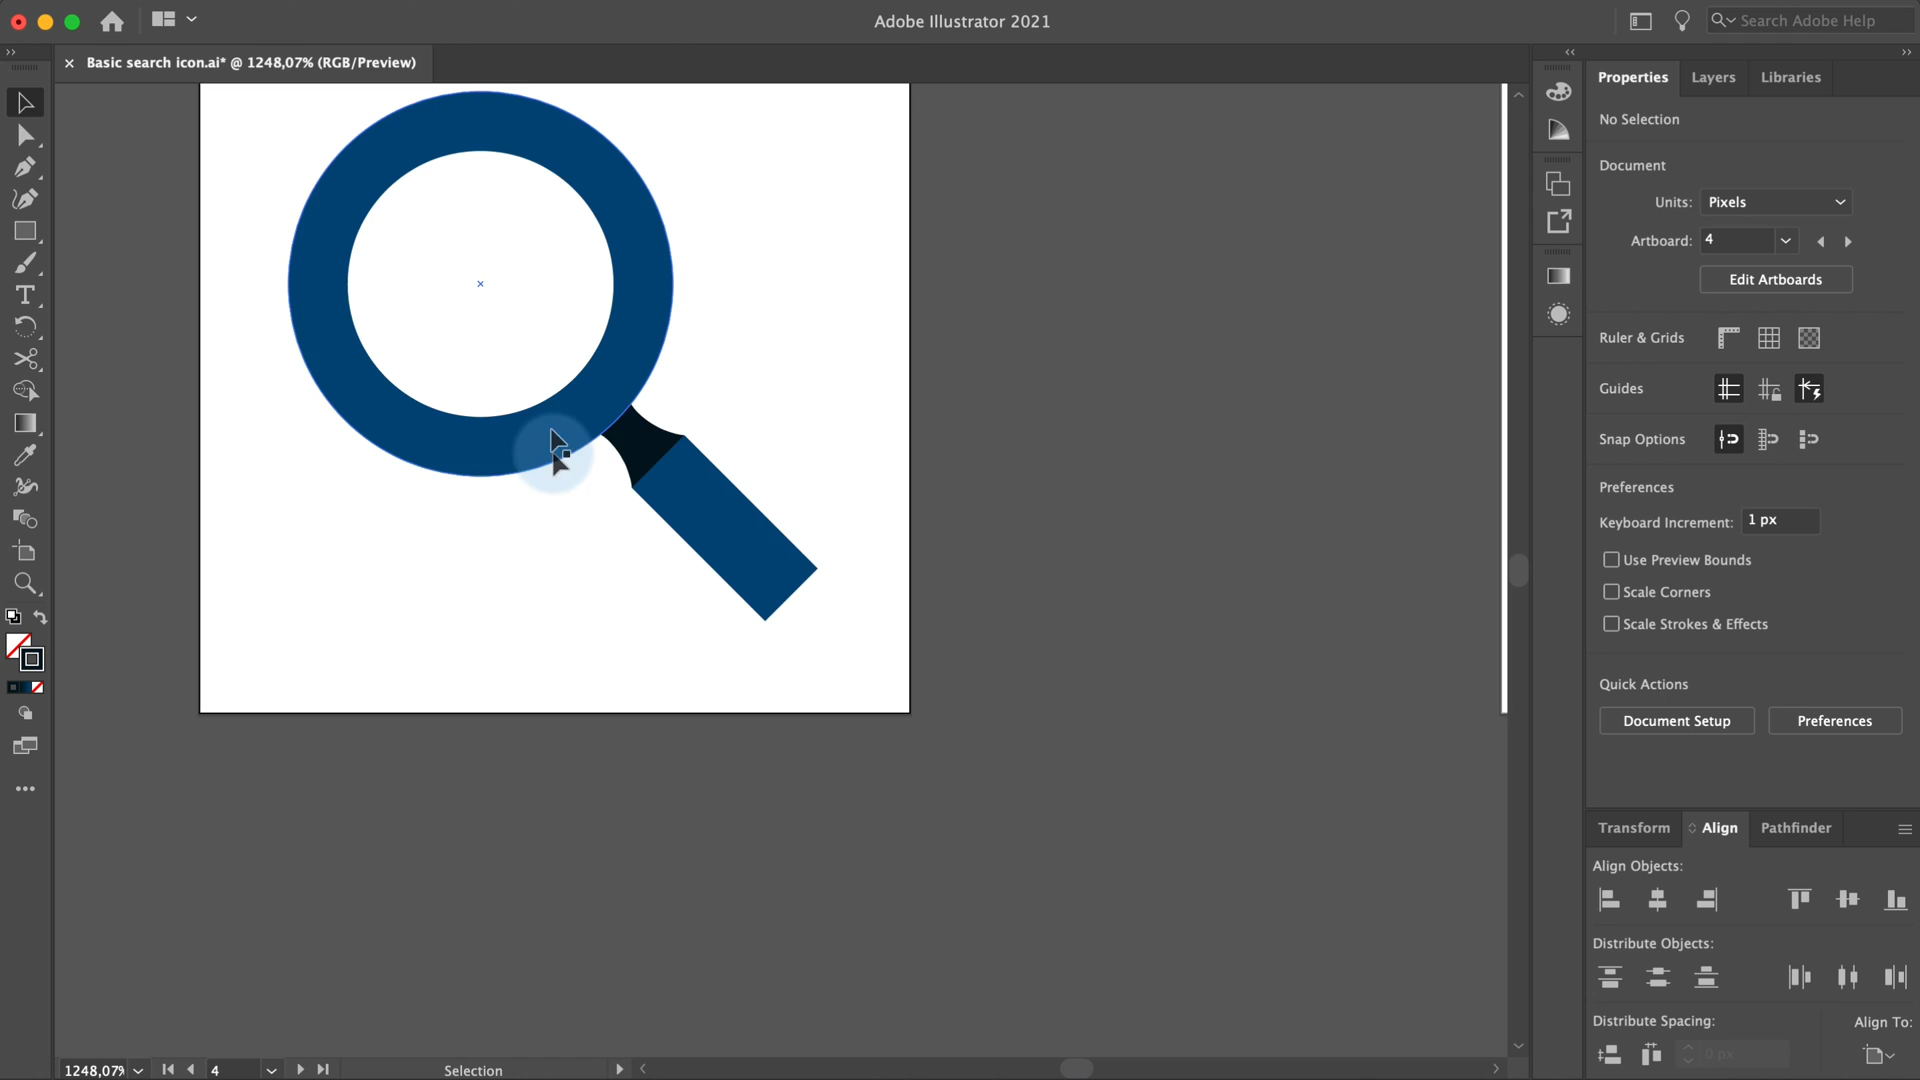 Adobe Illustrator 2021
Search Adobe Help
Basic search icon.ai* @ 1248,07% (RGB/Preview)
Properties
Layers
Libraries
No Selection
Document
Units:
Pixels
Artboard:
4
Edit Artboards
Ruler & Grids
Guides
Snap Options
Preferences
Keyboard Increment:
1 px
Use Preview Bounds
Scale Corners
Scale Strokes & Effects
Quick Actions
Document Setup
Preferences
Transform
Align
Pathfinder
Align Objects:
Distribute Objects:
Distribute Spacing:
Align To:
0 px
1248,07%
4
Selection